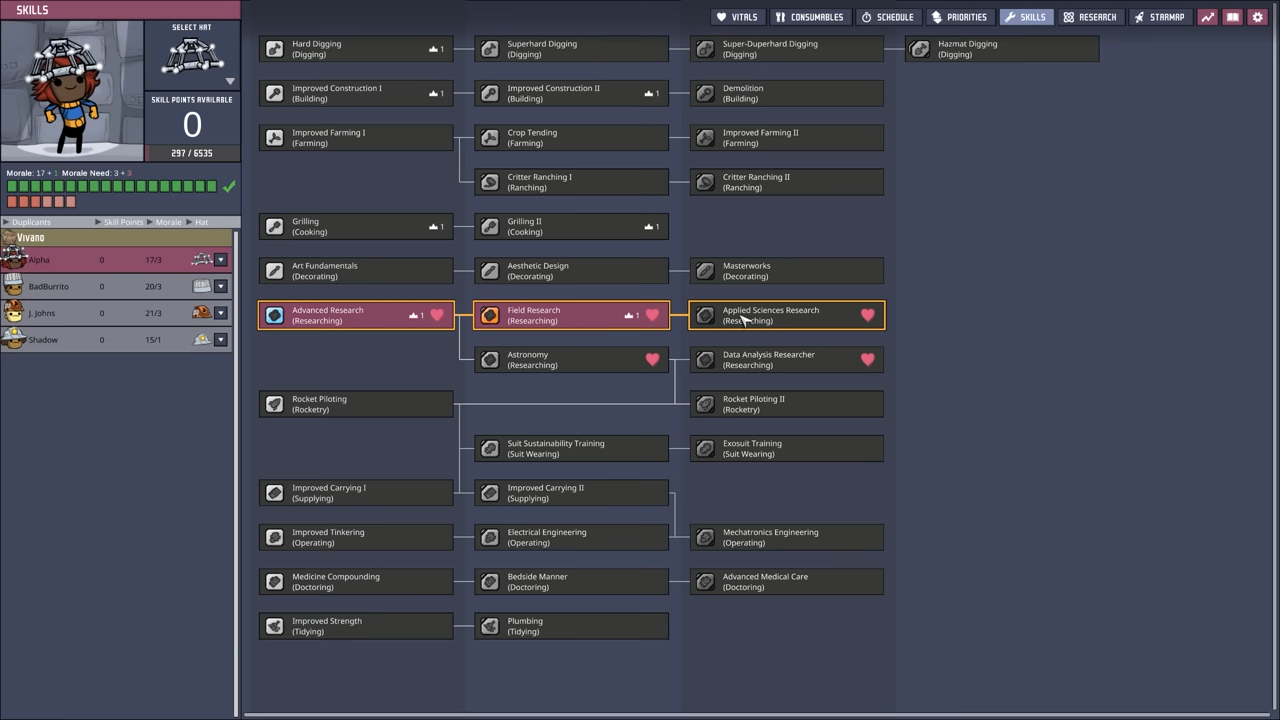 SKILLS
VITALS
CONSUMABLES
SCHEDULE
PRIORITIES
SKILLS
RESEARCH
STARMAP
SELECT HAT
SKILL POINTS AVAILABLE
0
297 / 6535
Morale: 17 + 1 Morale Need: 3 + 3
Duplicants Skill Points Morale Hat
Vivano
Alpha 0 17/3
BadBurrito 0 20/3
J. Johns 0 21/3
Shadow 0 15/1
Hard Digging
(Digging)
1
Superhard Digging
(Digging)
Super-Duperhard Digging
(Digging)
Hazmat Digging
(Digging)
Improved Construction I
(Building)
1
Improved Construction II
(Building)
1
Demolition
(Building)
Improved Farming I
(Farming)
Crop Tending
(Farming)
Improved Farming II
(Farming)
Critter Ranching I
(Ranching)
Critter Ranching II
(Ranching)
Grilling
(Cooking)
1
Grilling II
(Cooking)
1
Art Fundamentals
(Decorating)
Aesthetic Design
(Decorating)
Masterworks
(Decorating)
Advanced Research
(Researching)
1
Field Research
(Researching)
1
Applied Sciences Research
(Researching)
Astronomy
(Researching)
Data Analysis Researcher
(Researching)
Rocket Piloting
(Rocketry)
Rocket Piloting II
(Rocketry)
Suit Sustainability Training
(Suit Wearing)
Exosuit Training
(Suit Wearing)
Improved Carrying I
(Supplying)
Improved Carrying II
(Supplying)
Improved Tinkering
(Operating)
Electrical Engineering
(Operating)
Mechatronics Engineering
(Operating)
Medicine Compounding
(Doctoring)
Bedside Manner
(Doctoring)
Advanced Medical Care
(Doctoring)
Improved Strength
(Tidying)
Plumbing
(Tidying)